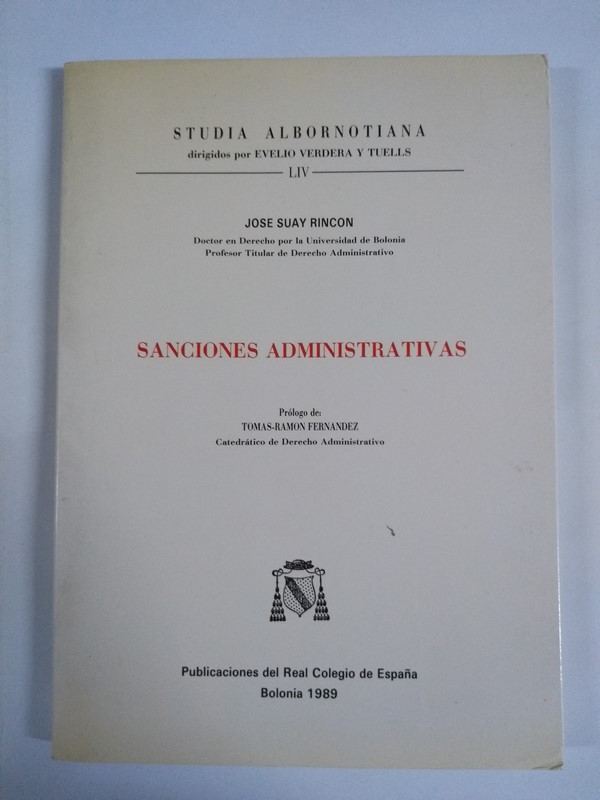 STUDIA ALBORNOTIANA
dirigidos por EVELIO VERDERA Y TUELLS
LIV
JOSE SUAY RINCON
Doctor en Derecho por la Universidad de Bolonia
Profesor Titular de Derecho Administrativo
SANCIONES ADMINISTRATIVAS
Prólogo de:
TOMAS-RAMON FERNANDEZ
Catedrático de Derecho Administrativo
Publicaciones del Real Colegio de España
Bolonia 1989